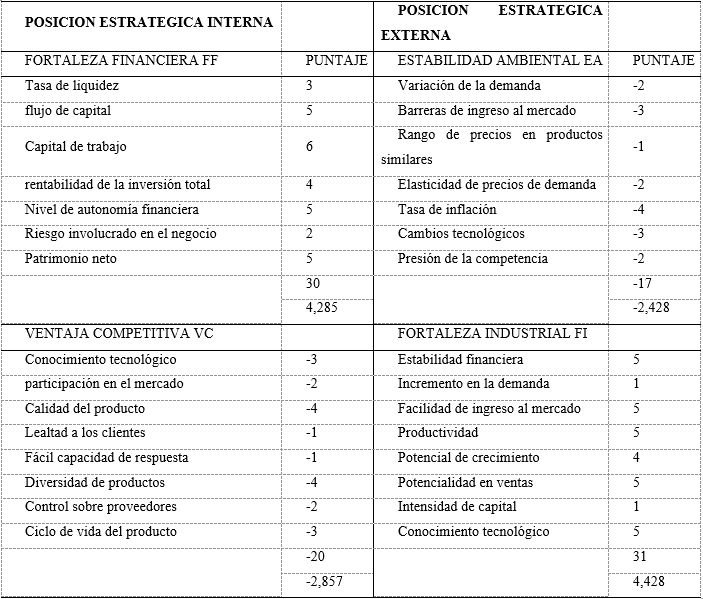 POSICION ESTRATEGICA INTERNA
POSICION ESTRATEGICA
EXTERNA
FORTALEZA FINANCIERA FF PUNTAJE ESTABILIDAD AMBIENTAL EA PUNTAJE
Tasa de liquidez 3 Variación de la demanda -2
flujo de capital 5 Barreras de ingreso al mercado -3
Capital de trabajo 6 Rango de precios en productos
similares -1
rentabilidad de la inversión total 4 Elasticidad de precios de demanda -2
Nivel de autonomía financiera 5 Tasa de inflación -4
Riesgo involucrado en el negocio 2 Cambios tecnológicos -3
Patrimonio neto 5 Presión de la competencia -2
30 -17
4,285 -2,428
VENTAJA COMPETITIVA VC FORTALEZA INDUSTRIAL FI
Conocimiento tecnológico -3 Estabilidad financiera 5
participación en el mercado -2 Incremento en la demanda 1
Calidad del producto -4 Facilidad de ingreso al mercado 5
Lealtad a los clientes -1 Productividad 5
Fácil capacidad de respuesta -1 Potencial de crecimiento 4
Diversidad de productos -4 Potencialidad en ventas 5
Control sobre proveedores -2 Intensidad de capital 1
Ciclo de vida del producto -3 Conocimiento tecnológico 5
-20 31
-2,857 4,428